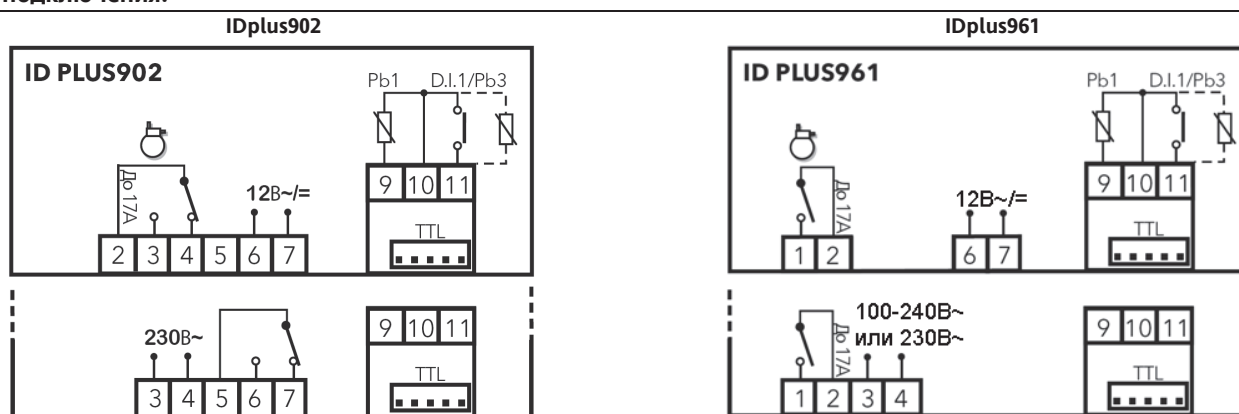 IDplus902
ID PLUS902
Pb1 D.I.1/Pb3
До 17А
12В~/=
9 10 11
TTL
2 3 4 5 6 7
230В~
9 10 11
TTL
3 4 5 6 7
IDplus961
ID PLUS961
Pb1 D.I.1/Pb3
До 17А
12В~/=
9 10 11
TTL
1 2 6 7
100-240В~
или 230В~
До 17А
9 10 11
TTL
1 2 3 4